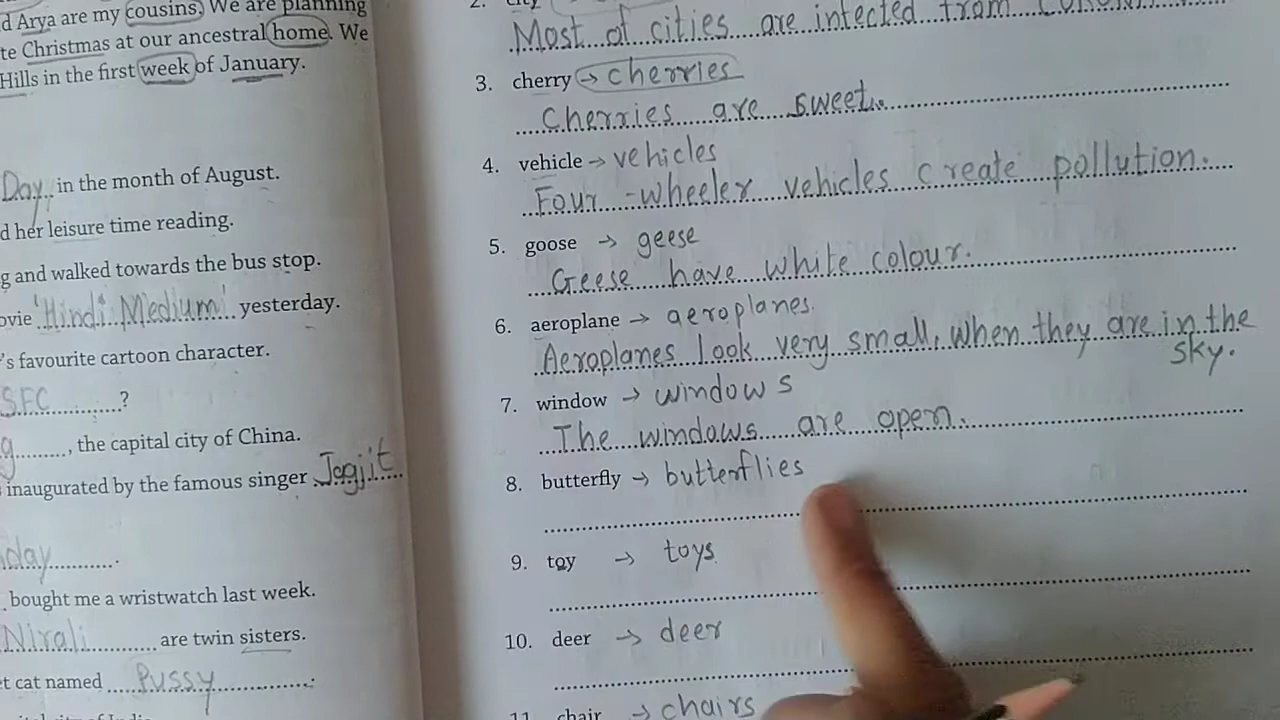 d Arya are my cousins. We are planning
te Christmas at our ancestral home. We
Hills in the first week of January.
Day in the month of August.
d her leisure time reading.
g and walked towards the bus stop.
ovie 'Hindi Medium' yesterday.
's favourite cartoon character.
S.F.C ?
g, the capital city of China.
inaugurated by the famous singer Jagjit
day.
bought me a wristwatch last week.
Nirali are twin sisters.
et cat named Pussy.
2. city
Most of cities are infected from
3. cherry → cherries
Cherries are sweet.
4. vehicle → vehicles
Four-wheeler vehicles create pollution.
5. goose → geese
Geese have white colour.
6. aeroplane → aeroplanes.
Aeroplanes look very small, when they are in the
sky.
7. window → windows
The windows are open.
8. butterfly → butterflies
9. toy → toys.
10. deer → deer
11. chair → chairs